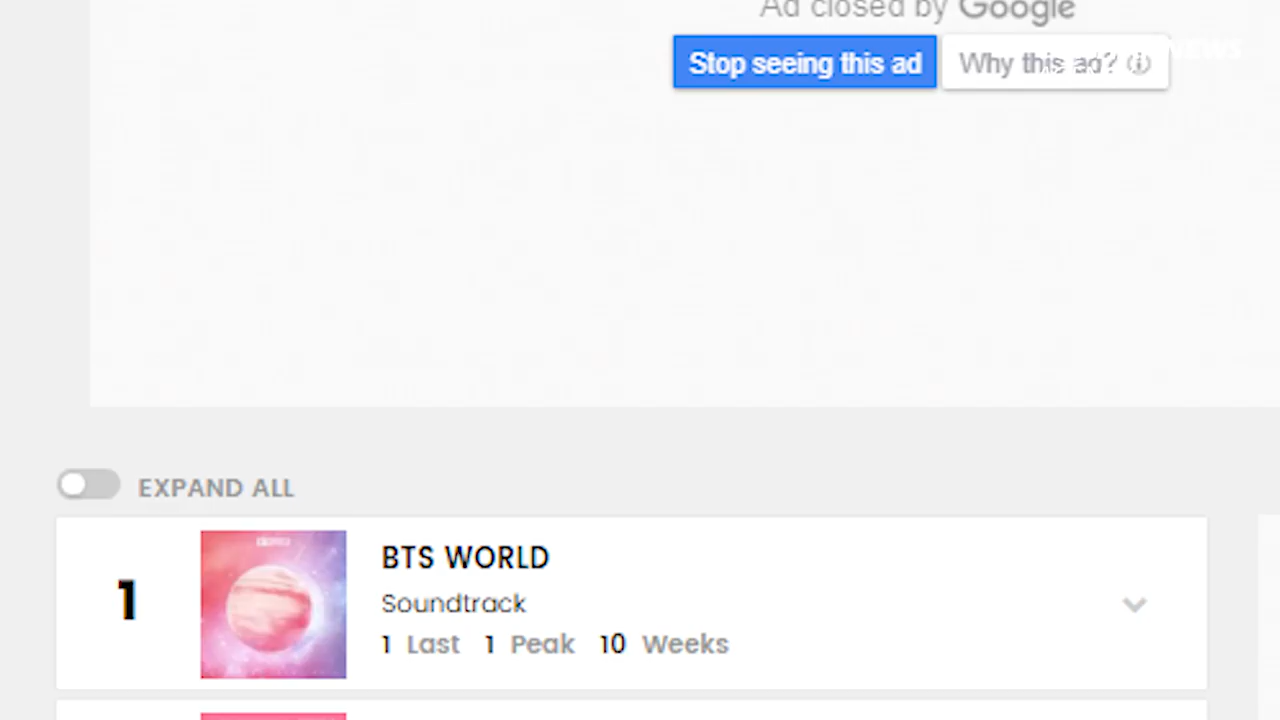 Ad closed by Google
Stop seeing this ad
Why this ad?
NEWS
EXPAND ALL
1
BTS WORLD
Soundtrack
1 Last 1 Peak 10 Weeks